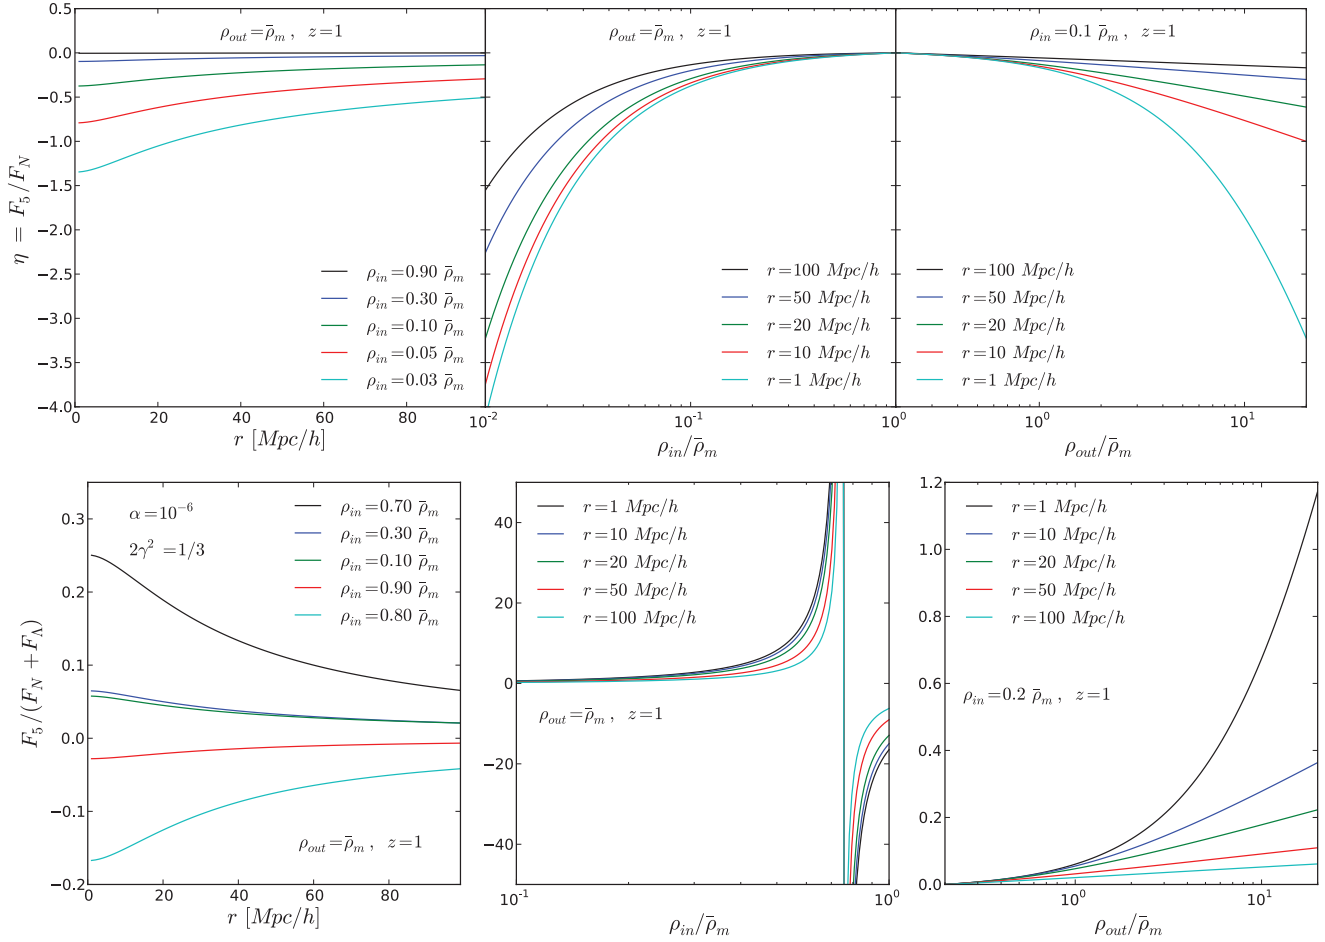 ρ_out = ρ̄_m , z=1
ρ_out = ρ̄_m , z=1
ρ_in = 0.1 ρ̄_m , z=1
0.5
0.0
−0.5
−1.0
−1.5
−2.0
−2.5
−3.0
−3.5
−4.0
η = F_5/F_N
ρ_in = 0.90 ρ̄_m
ρ_in = 0.30 ρ̄_m
ρ_in = 0.10 ρ̄_m
ρ_in = 0.05 ρ̄_m
ρ_in = 0.03 ρ̄_m
r = 100 Mpc/h
r = 50 Mpc/h
r = 20 Mpc/h
r = 10 Mpc/h
r = 1 Mpc/h
r = 100 Mpc/h
r = 50 Mpc/h
r = 20 Mpc/h
r = 10 Mpc/h
r = 1 Mpc/h
0 20 40 60 80
10^-2 10^-1 10^0
10^0 10^1
r [Mpc/h]
ρ_in/ρ̄_m
ρ_out/ρ̄_m
0.3
0.2
0.1
0.0
−0.1
−0.2
F_5/(F_N + F_Λ)
α=10^−6
2γ^2 =1/3
ρ_in = 0.70 ρ̄_m
ρ_in = 0.30 ρ̄_m
ρ_in = 0.10 ρ̄_m
ρ_in = 0.90 ρ̄_m
ρ_in = 0.80 ρ̄_m
ρ_out = ρ̄_m , z=1
0 20 40 60 80
r [Mpc/h]
40
20
0
−20
−40
r = 1 Mpc/h
r = 10 Mpc/h
r = 20 Mpc/h
r = 50 Mpc/h
r = 100 Mpc/h
ρ_out = ρ̄_m , z=1
10^-1 10^0
ρ_in/ρ̄_m
1.2
1.0
0.8
0.6
0.4
0.2
0.0
r = 1 Mpc/h
r = 10 Mpc/h
r = 20 Mpc/h
r = 50 Mpc/h
r = 100 Mpc/h
ρ_in = 0.2 ρ̄_m , z=1
10^0 10^1
ρ_out/ρ̄_m